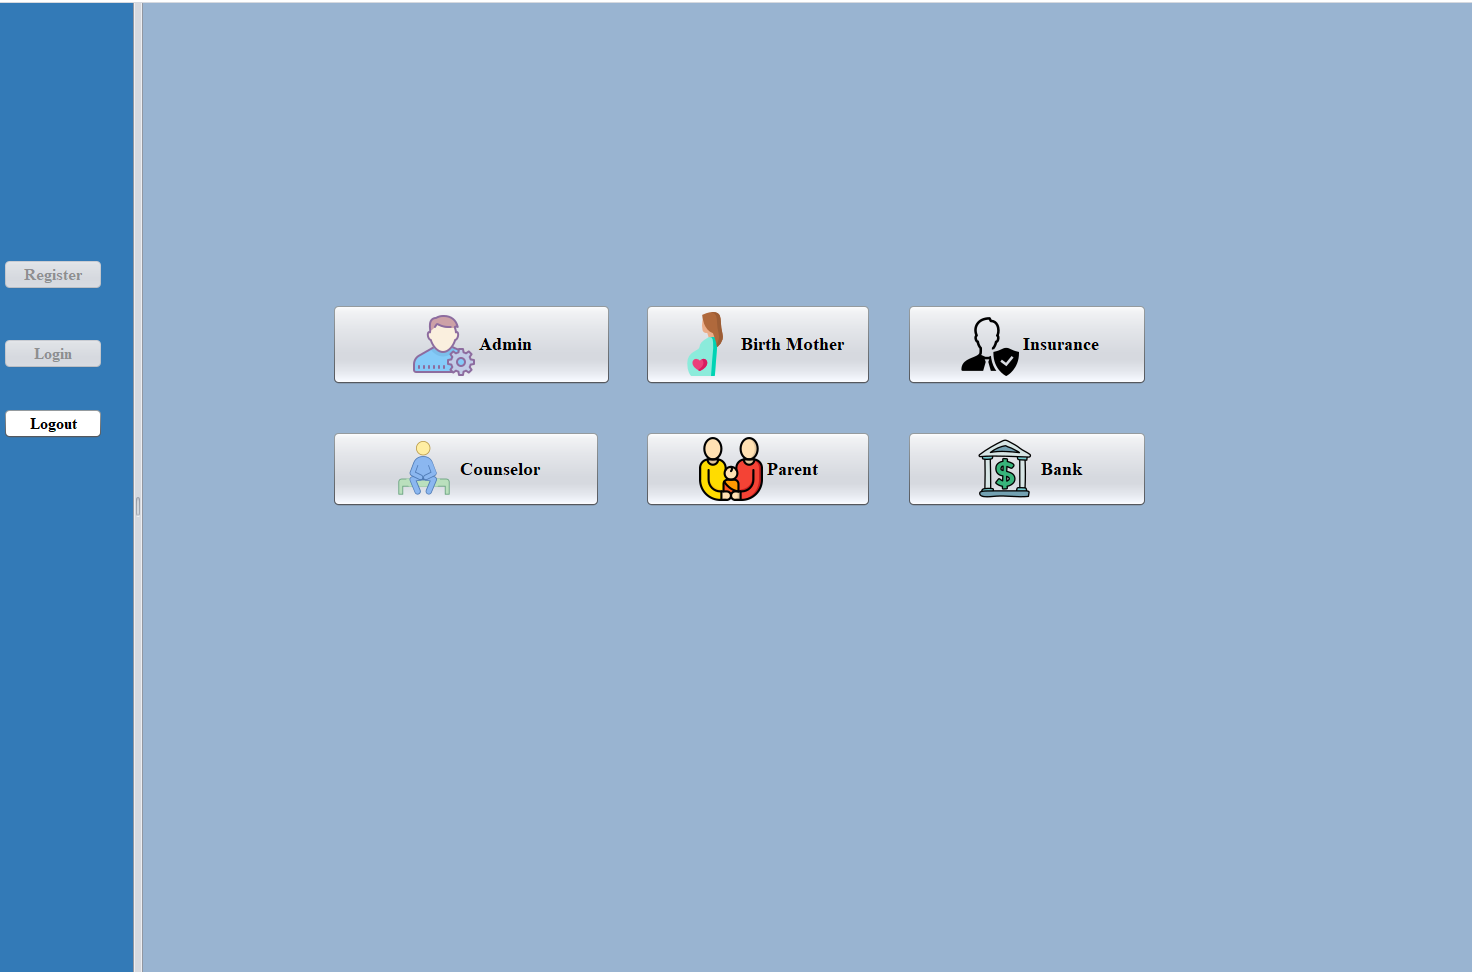 Register
Login
Logout
Admin
Birth Mother
Insurance
Counselor
Parent
Bank